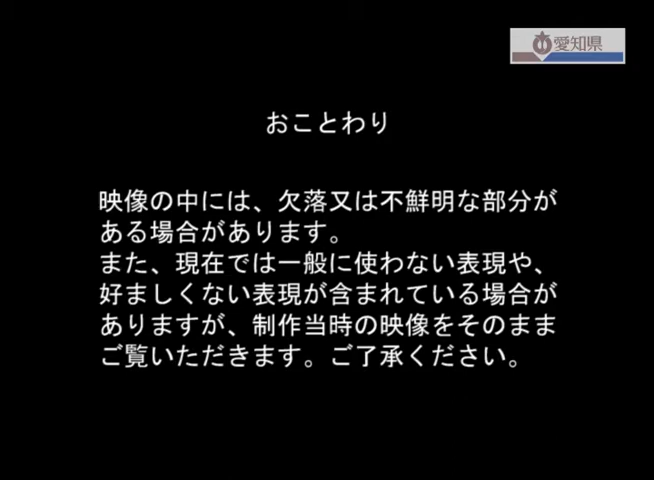 愛知県
おことわり
映像の中には、欠落又は不鮮明な部分が
ある場合があります。
また、現在では一般に使わない表現や、
好ましくない表現が含まれている場合が
ありますが、制作当時の映像をそのまま
ご覧いただきます。ご了承ください。